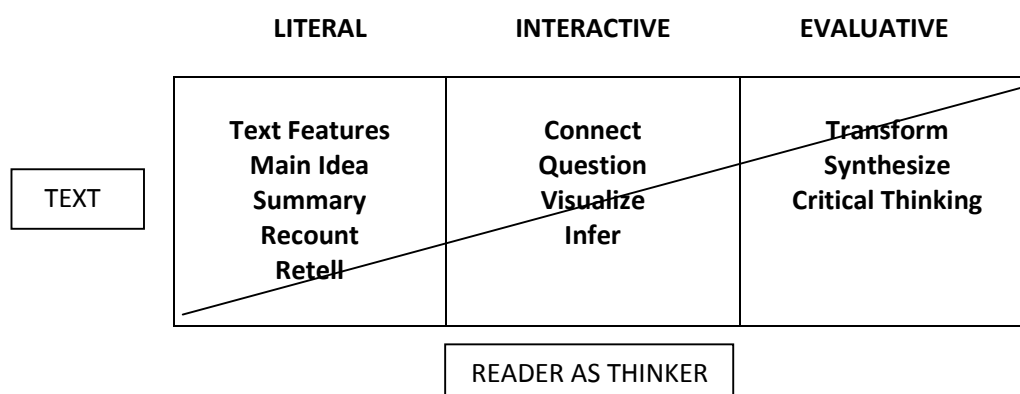 LITERAL INTERACTIVE EVALUATIVE
TEXT
Text Features
Main Idea
Summary
Recount
Retell
Connect
Question
Visualize
Infer
Transform
Synthesize
Critical Thinking
READER AS THINKER